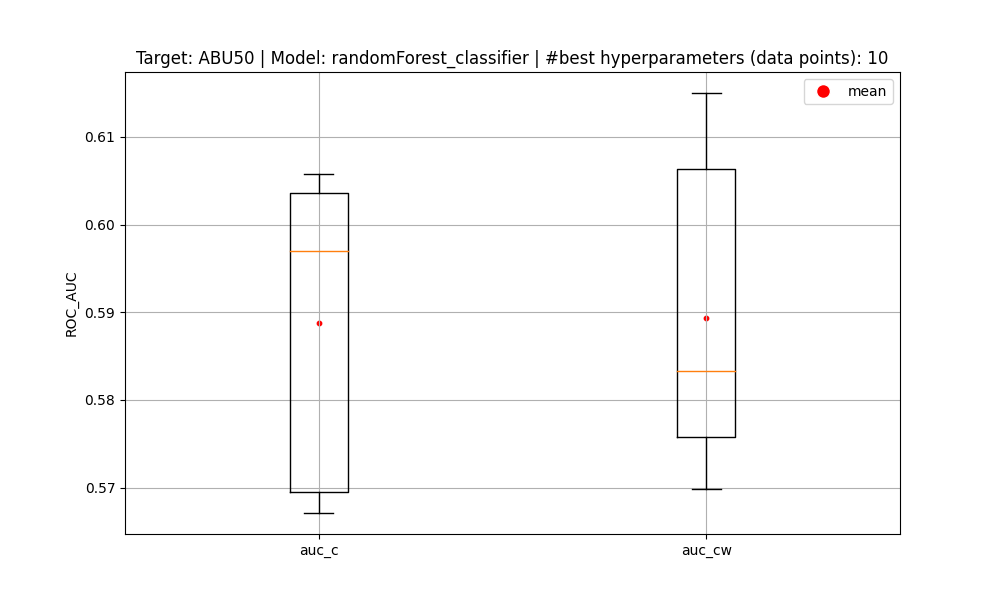 Target: ABU50 | Model: randomForest_classifier | #best hyperparameters (data points): 10
mean
0.61
0.60
0.59
0.58
0.57
ROC_AUC
auc_c
auc_cw